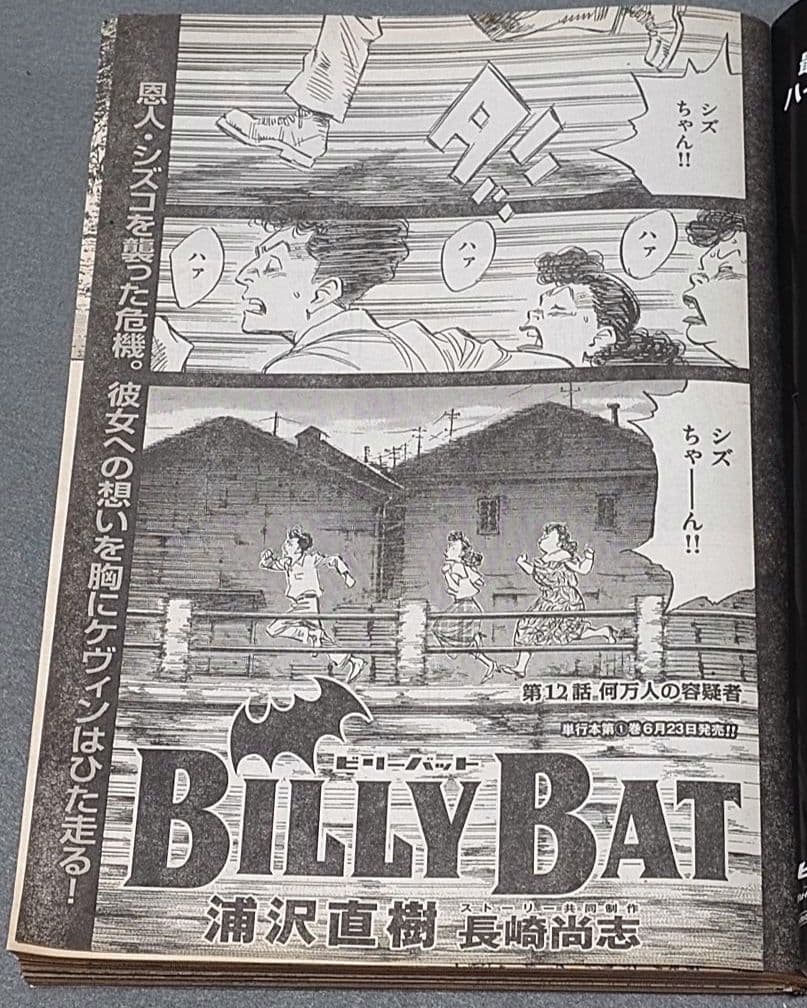 シズ
ちゃん!!
ダッ
ハァ
ハァ
ハァ
シズ
ちゃーーん!!
恩人・シズコを襲った危機。彼女への想いを胸にケヴィンはひた走る!
第12話 何万人の容疑者
単行本第①巻6月23日発売!!
ビリーバット
BILLY BAT
浦沢直樹
ストーリー共同制作
長崎尚志